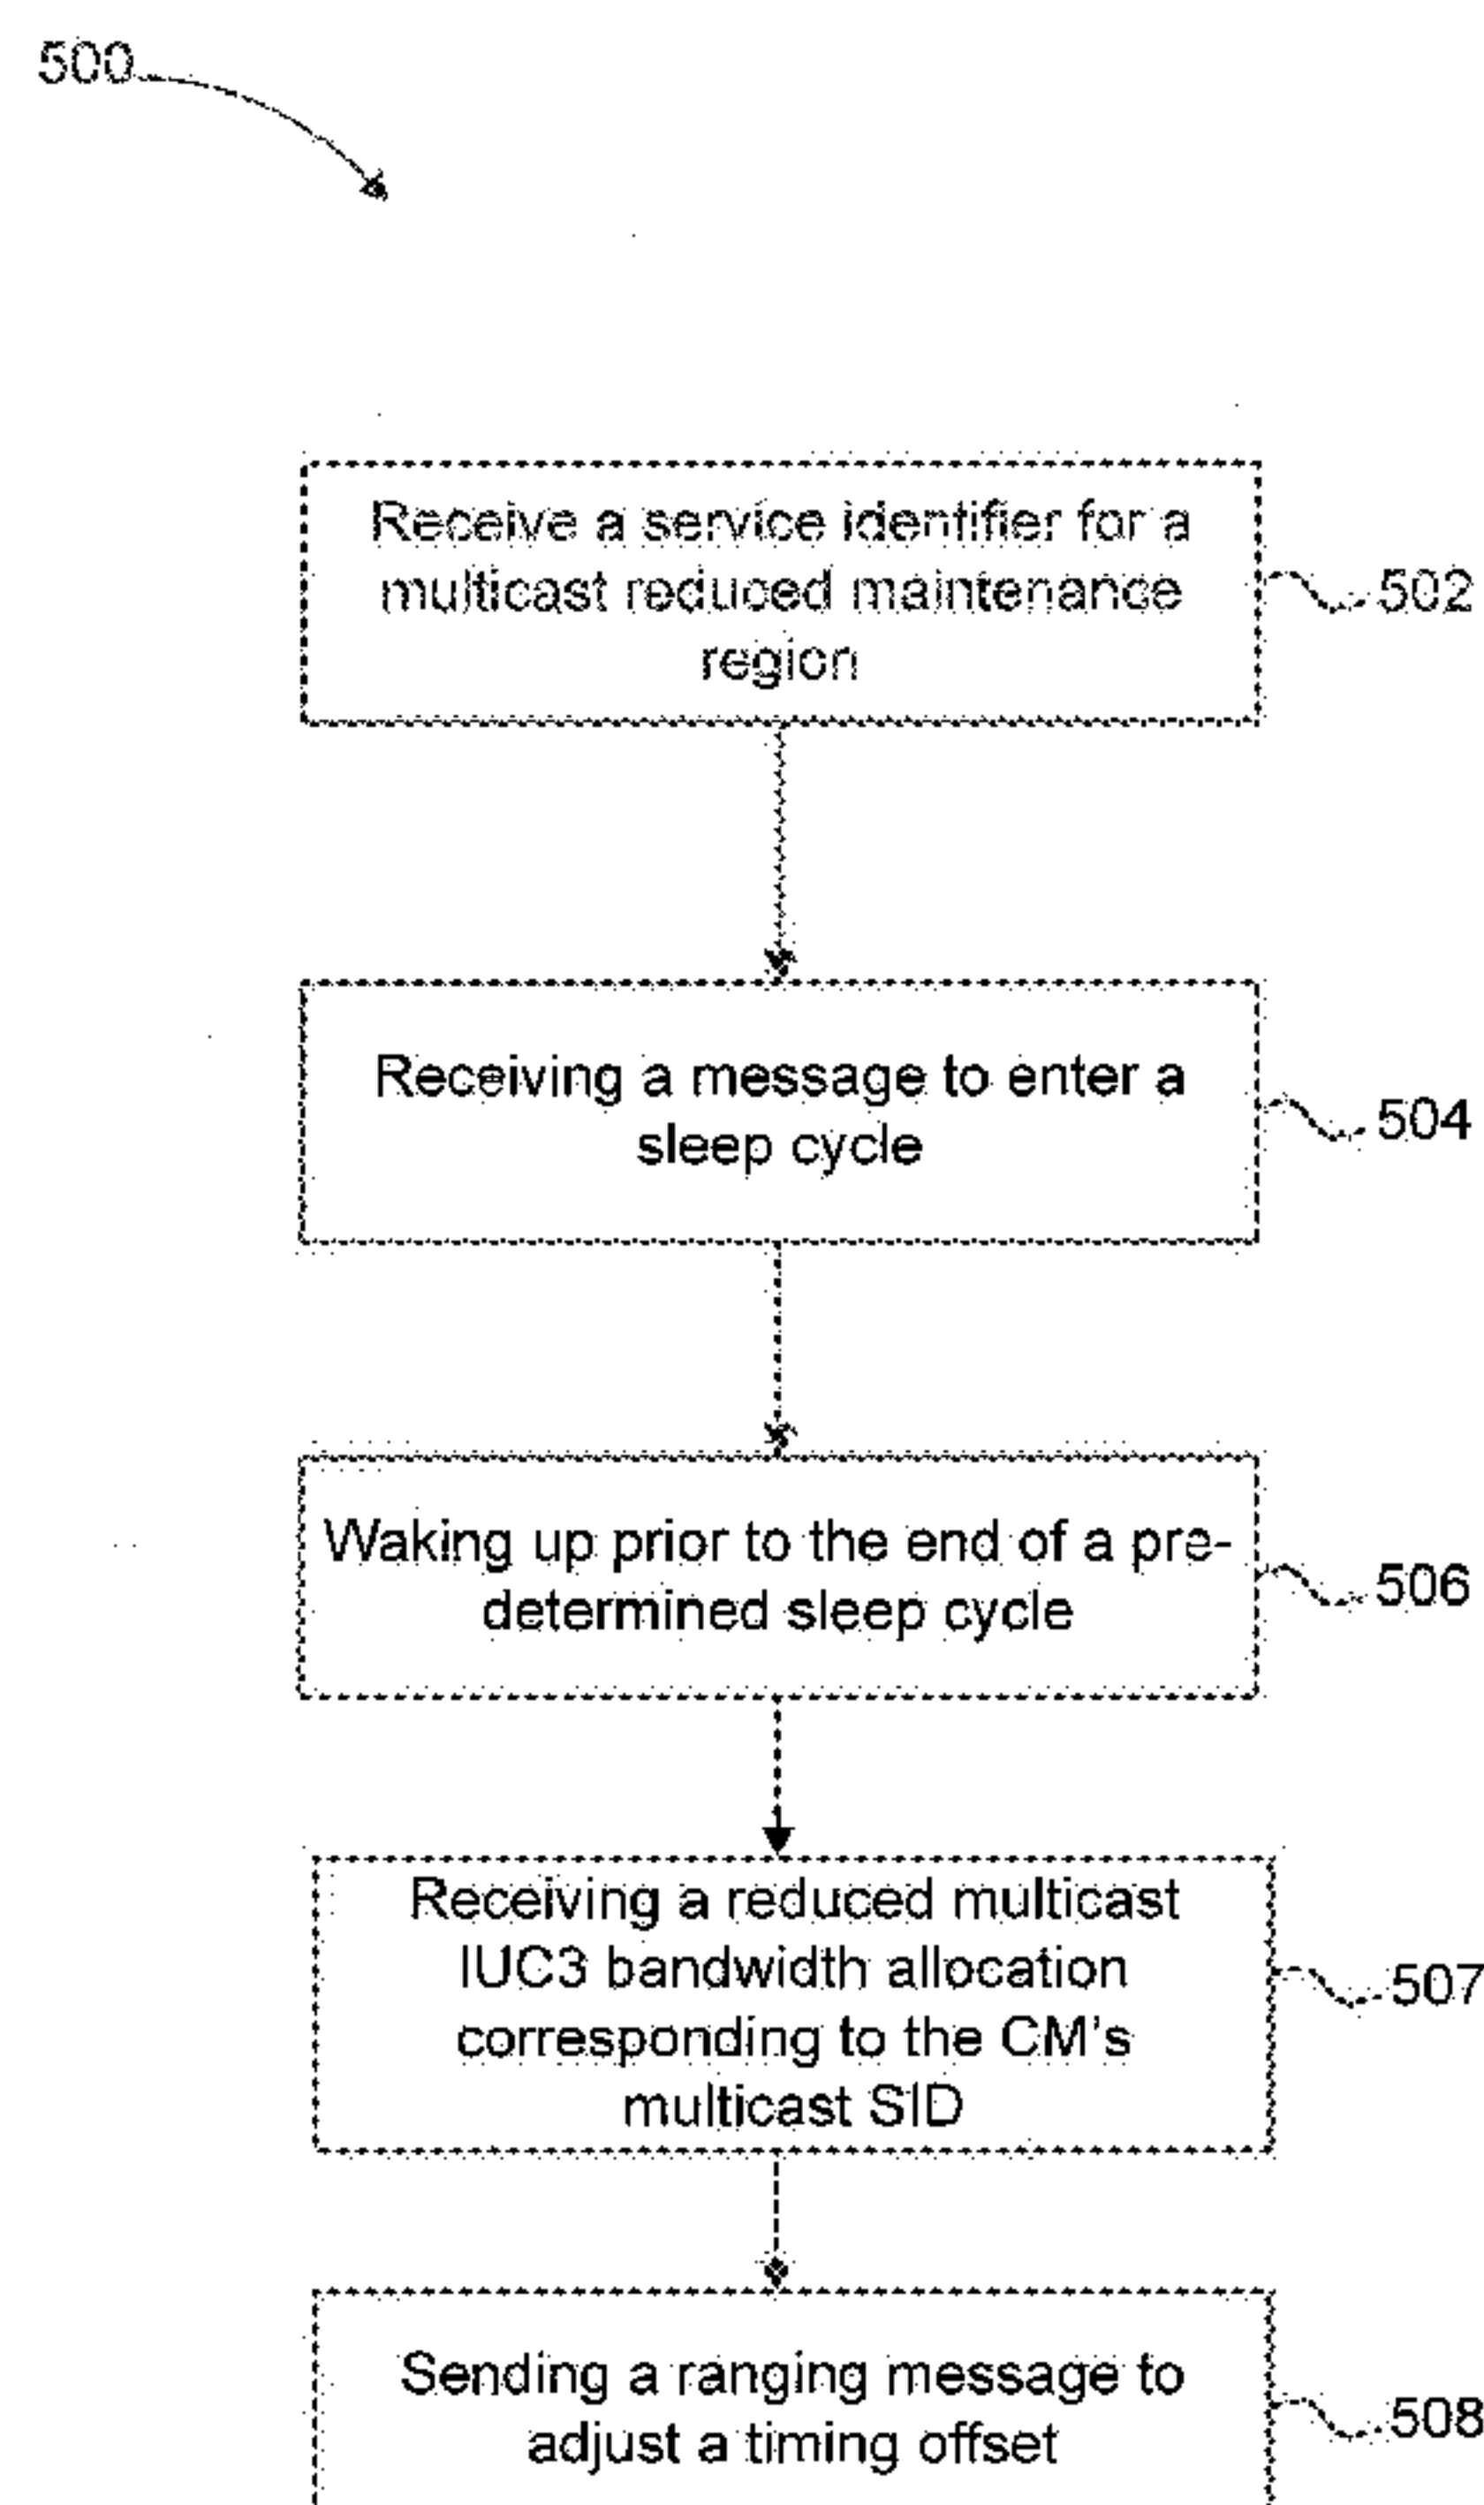 500
Receive a service identifier for a
multicast reduced maintenance
region
502
Receiving a message to enter a
sleep cycle
504
Waking up prior to the end of a pre-
determined sleep cycle
506
Receiving a reduced multicast
IUC3 bandwidth allocation
corresponding to the CM's
multicast SID
507
Sending a ranging message to
adjust a timing offset
508